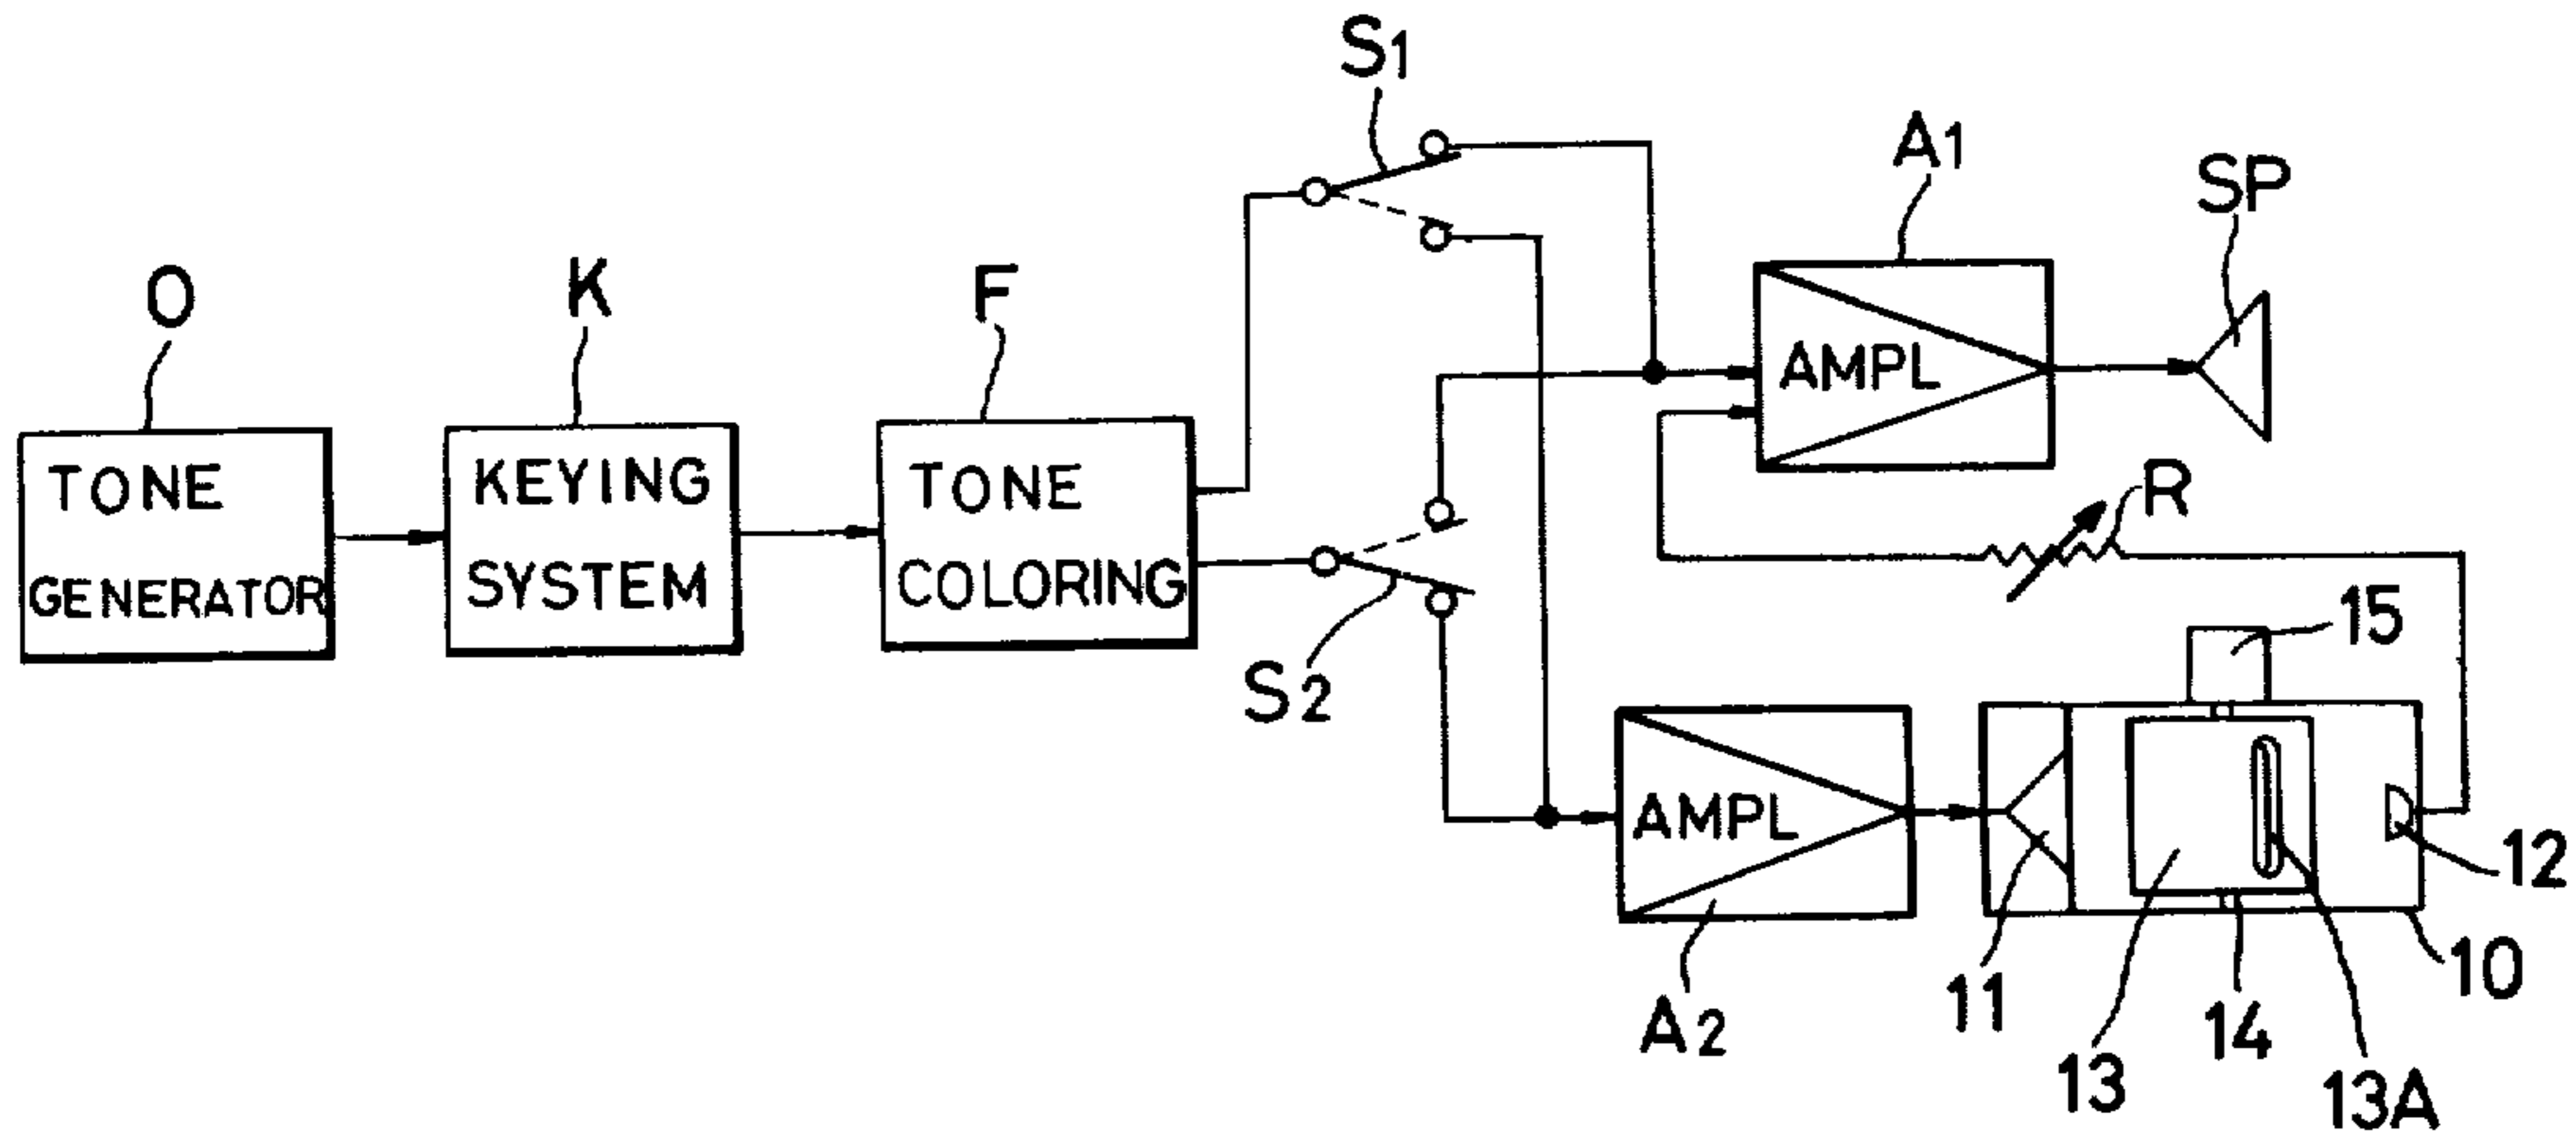 S1
A1
SP
O
K
F
TONE
GENERATOR
KEYING
SYSTEM
TONE
COLORING
AMPL
R
S2
15
AMPL
12
10
11
A2
14
13
13A